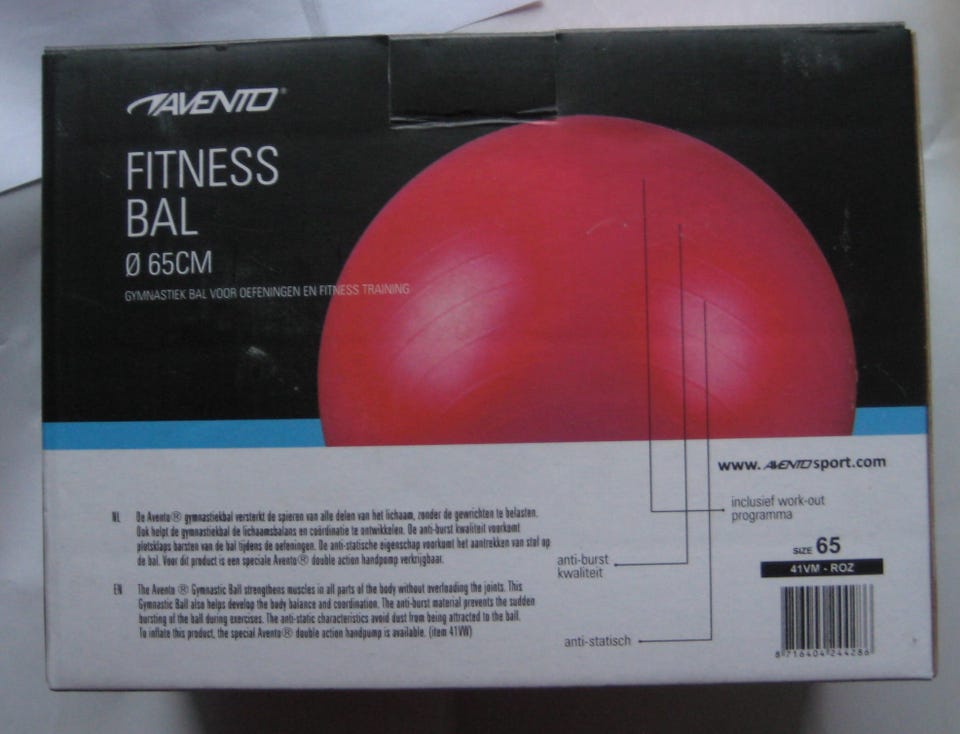 AVENTO®
FITNESS
BAL
Ø 65CM
GYMNASTIEK BAL VOOR OEFENINGEN EN FITNESS TRAINING
www.AVENTOsport.com
inclusief work-out
programma
NL De Avento® gymnastiekbal versterkt de spieren van alle delen van het lichaam, zonder de gewrichten te belasten.
Ook helpt de gymnastiekbal de lichaamsbalans en coördinatie te ontwikkelen. De anti-burst kwaliteit voorkomt
plotsklaps barsten van de bal tijdens de oefeningen. De anti-statische eigenschap voorkomt het aantrekken van stof op
de bal. Voor dit product is een speciale Avento® double action handpump verkrijgbaar.
anti-burst
kwaliteit
SIZE 65
41VM - ROZ
EN The Avento ® Gymnastic Ball strengthens muscles in all parts of the body without overloading the joints. This
Gymnastic Ball also helps develop the body balance and coordination. The anti-burst material prevents the sudden
bursting of the ball during exercises. The anti-static characteristics avoid dust from being attracted to the ball.
To inflate this product, the special Avento® double action handpump is available. (item 41VW)
anti-statisch
8 716404 244286